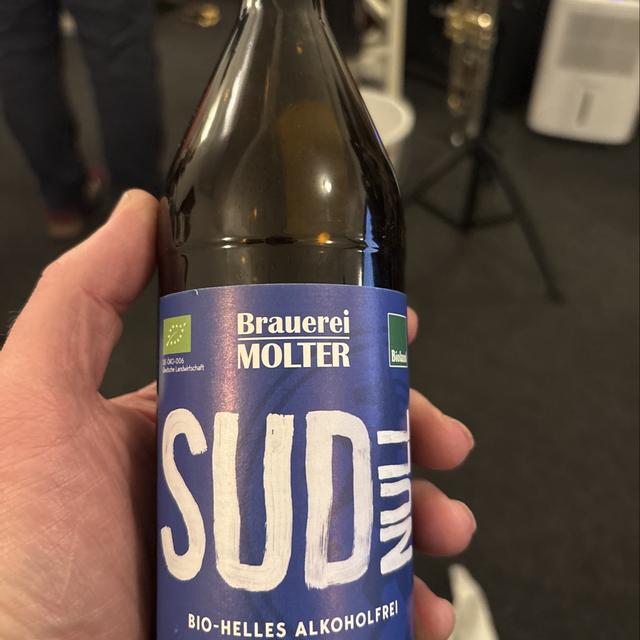 Brauerei
MOLTER
DE-ÖKO-006
Deutsche Landwirtschaft
Bioland
SUD
NULL
BIO-HELLES ALKOHOLFREI